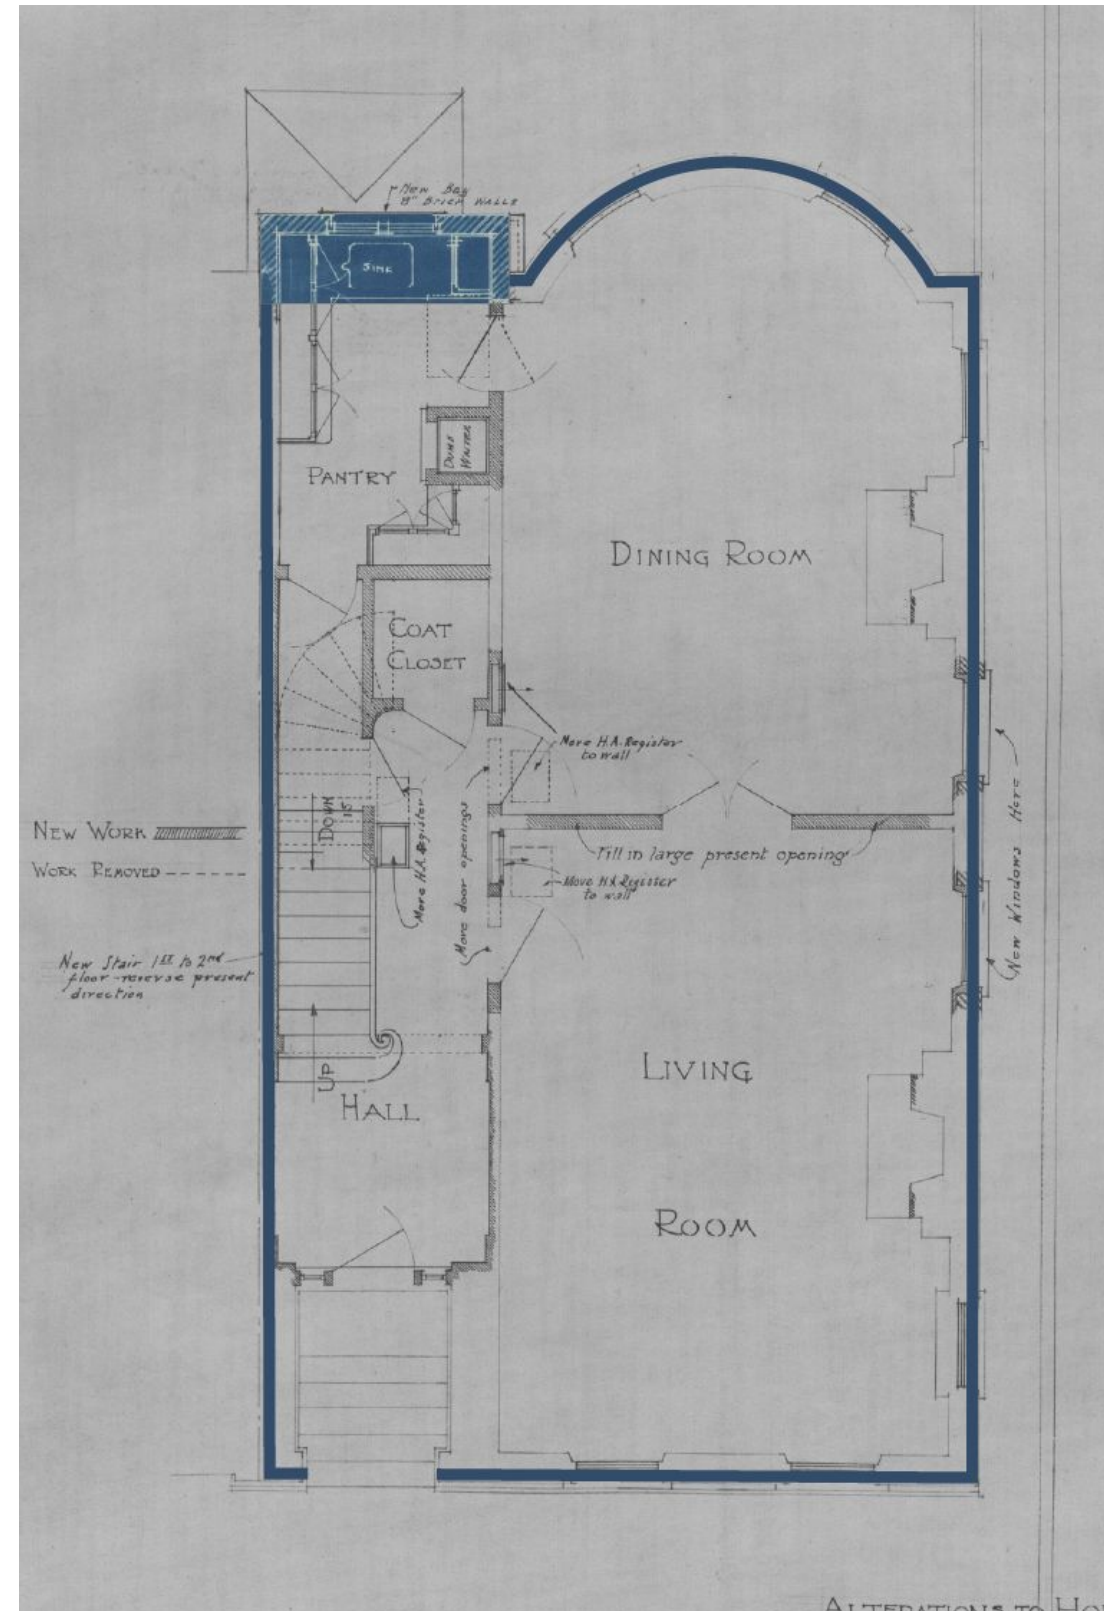 New Bay
8" Brick Walls
Sink
Dumb
Waiter
Pantry
Dining Room
Coat
Closet
Move H.A. Register
to wall
New Work
Work Removed
Down
15
Move H.A. Register
Move door openings
Fill in large present opening
Move H.A. Register
to wall
New Windows Here
New Stair 1st to 2nd
floor - reverse present
direction
Up
Hall
Living
Room
Alterations to